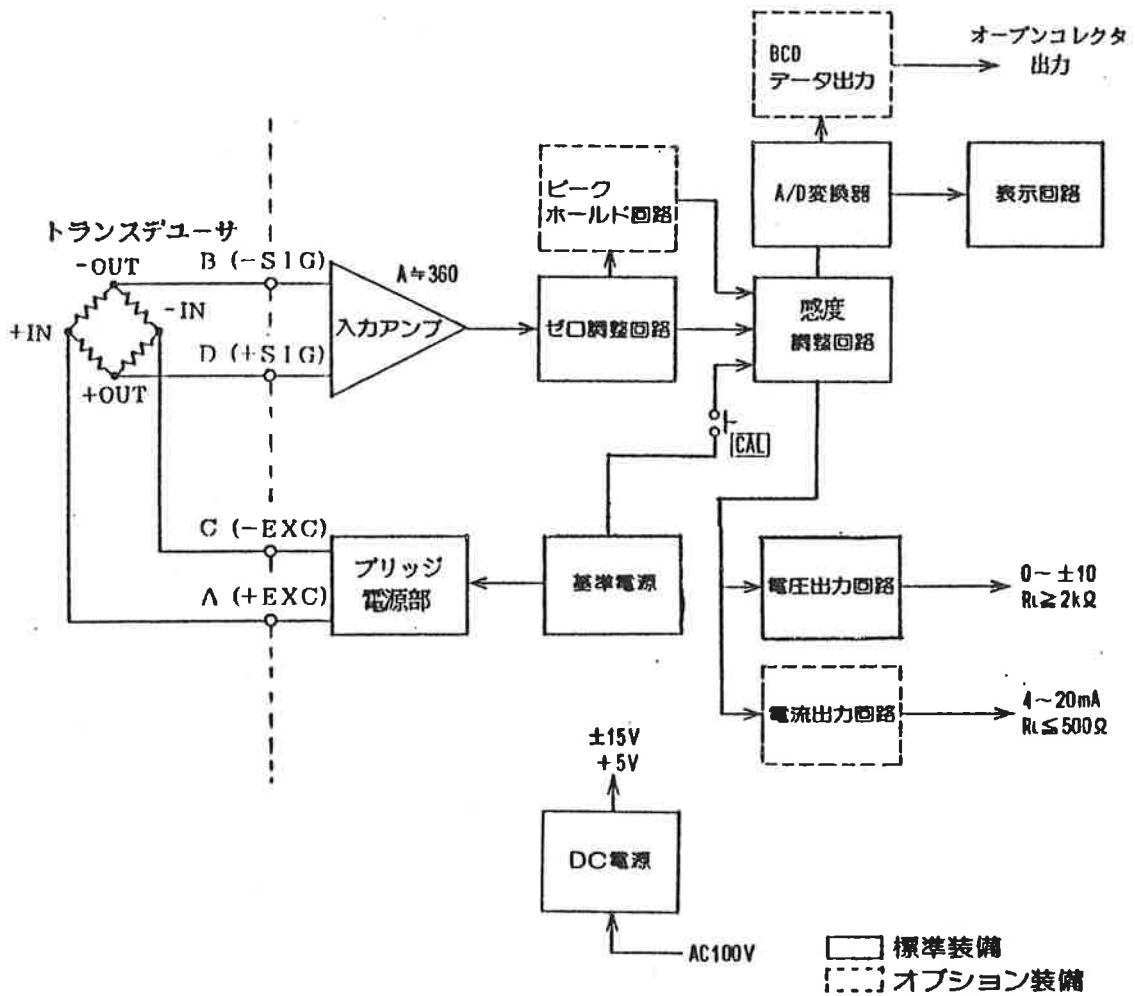 オープンコレクタ
出力
BCD
データ出力
ピーク
ホールド回路
A/D変換器
表示回路
トランスデューサ
-OUT
B (-SIG)
A≒360
-IN
+IN
入力アンプ
ゼロ調整回路
感度
調整回路
D (+SIG)
+OUT
CAL
C (-EXC)
ブリッジ
電源部
基準電源
電圧出力回路
0～±10
RL≧2kΩ
A (+EXC)
電流出力回路
4～20mA
RL≦500Ω
±15V
+5V
DC電源
AC100V
標準装備
オプション装備